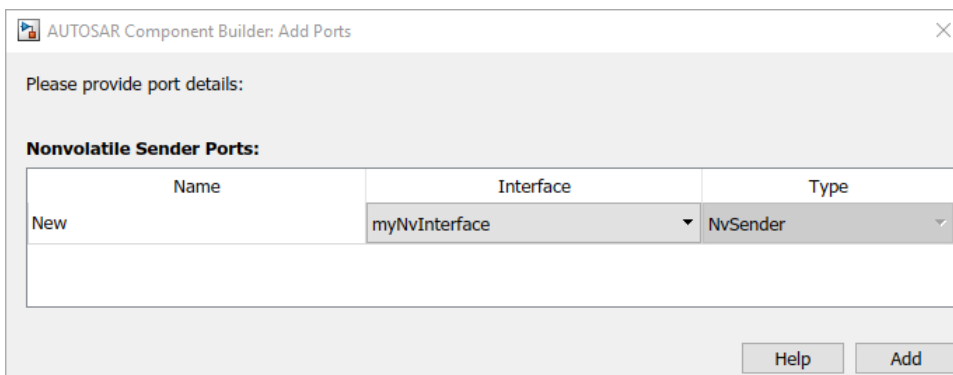 AUTOSAR Component Builder: Add Ports
Please provide port details:
Nonvolatile Sender Ports:
Name Interface Type
New myNvInterface NvSender
Help Add